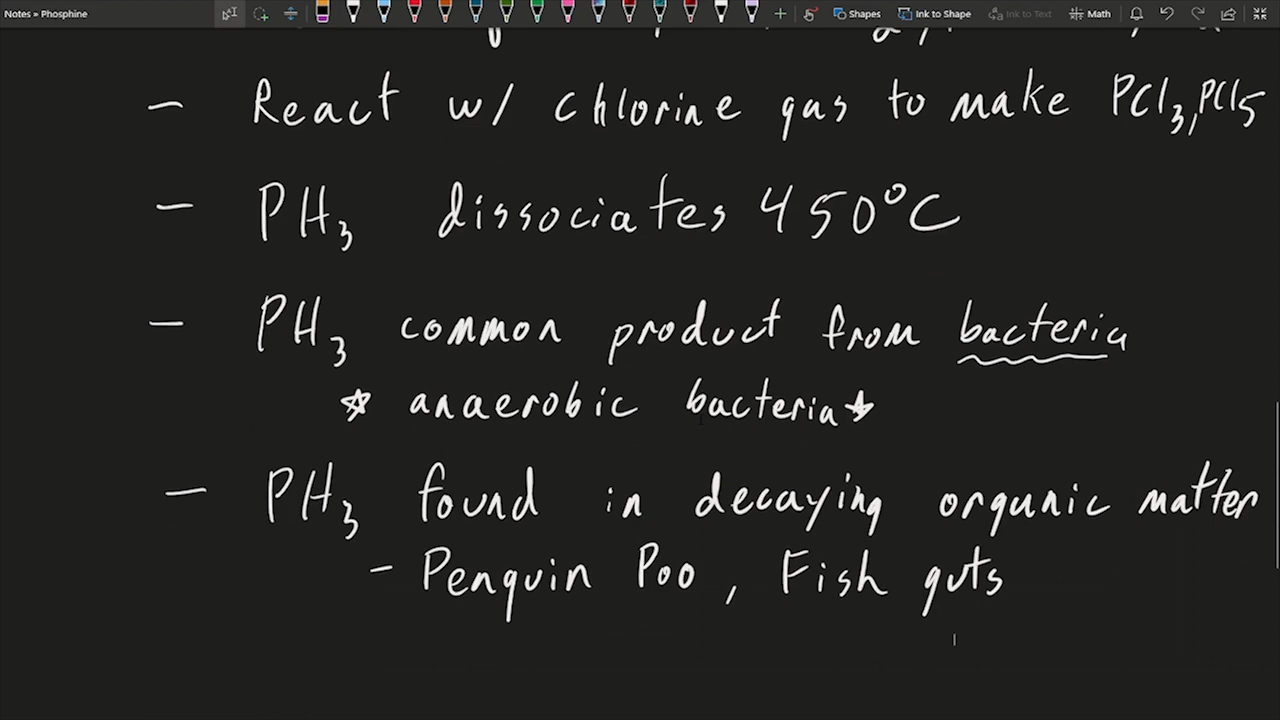 Notes » Phosphine
Shapes Ink to Shape Ink to Text Math
– React w/ chlorine gas to make PCl3, PCl5
– PH3 dissociates 450°C
– PH3 common product from bacteria
* anaerobic bacteria *
– PH3 found in decaying organic matter
– Penguin Poo, Fish guts